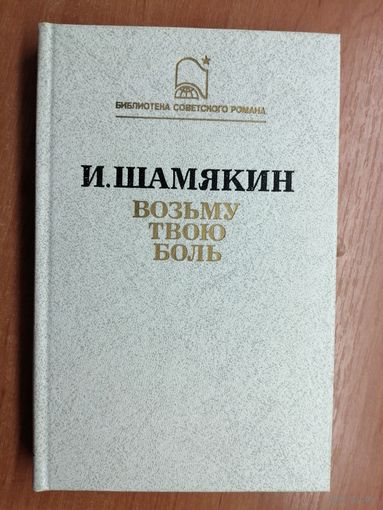 БИБЛИОТЕКА СОВЕТСКОГО РОМАНА
И. ШАМЯКИН
ВОЗЬМУ
ТВОЮ
БОЛЬ